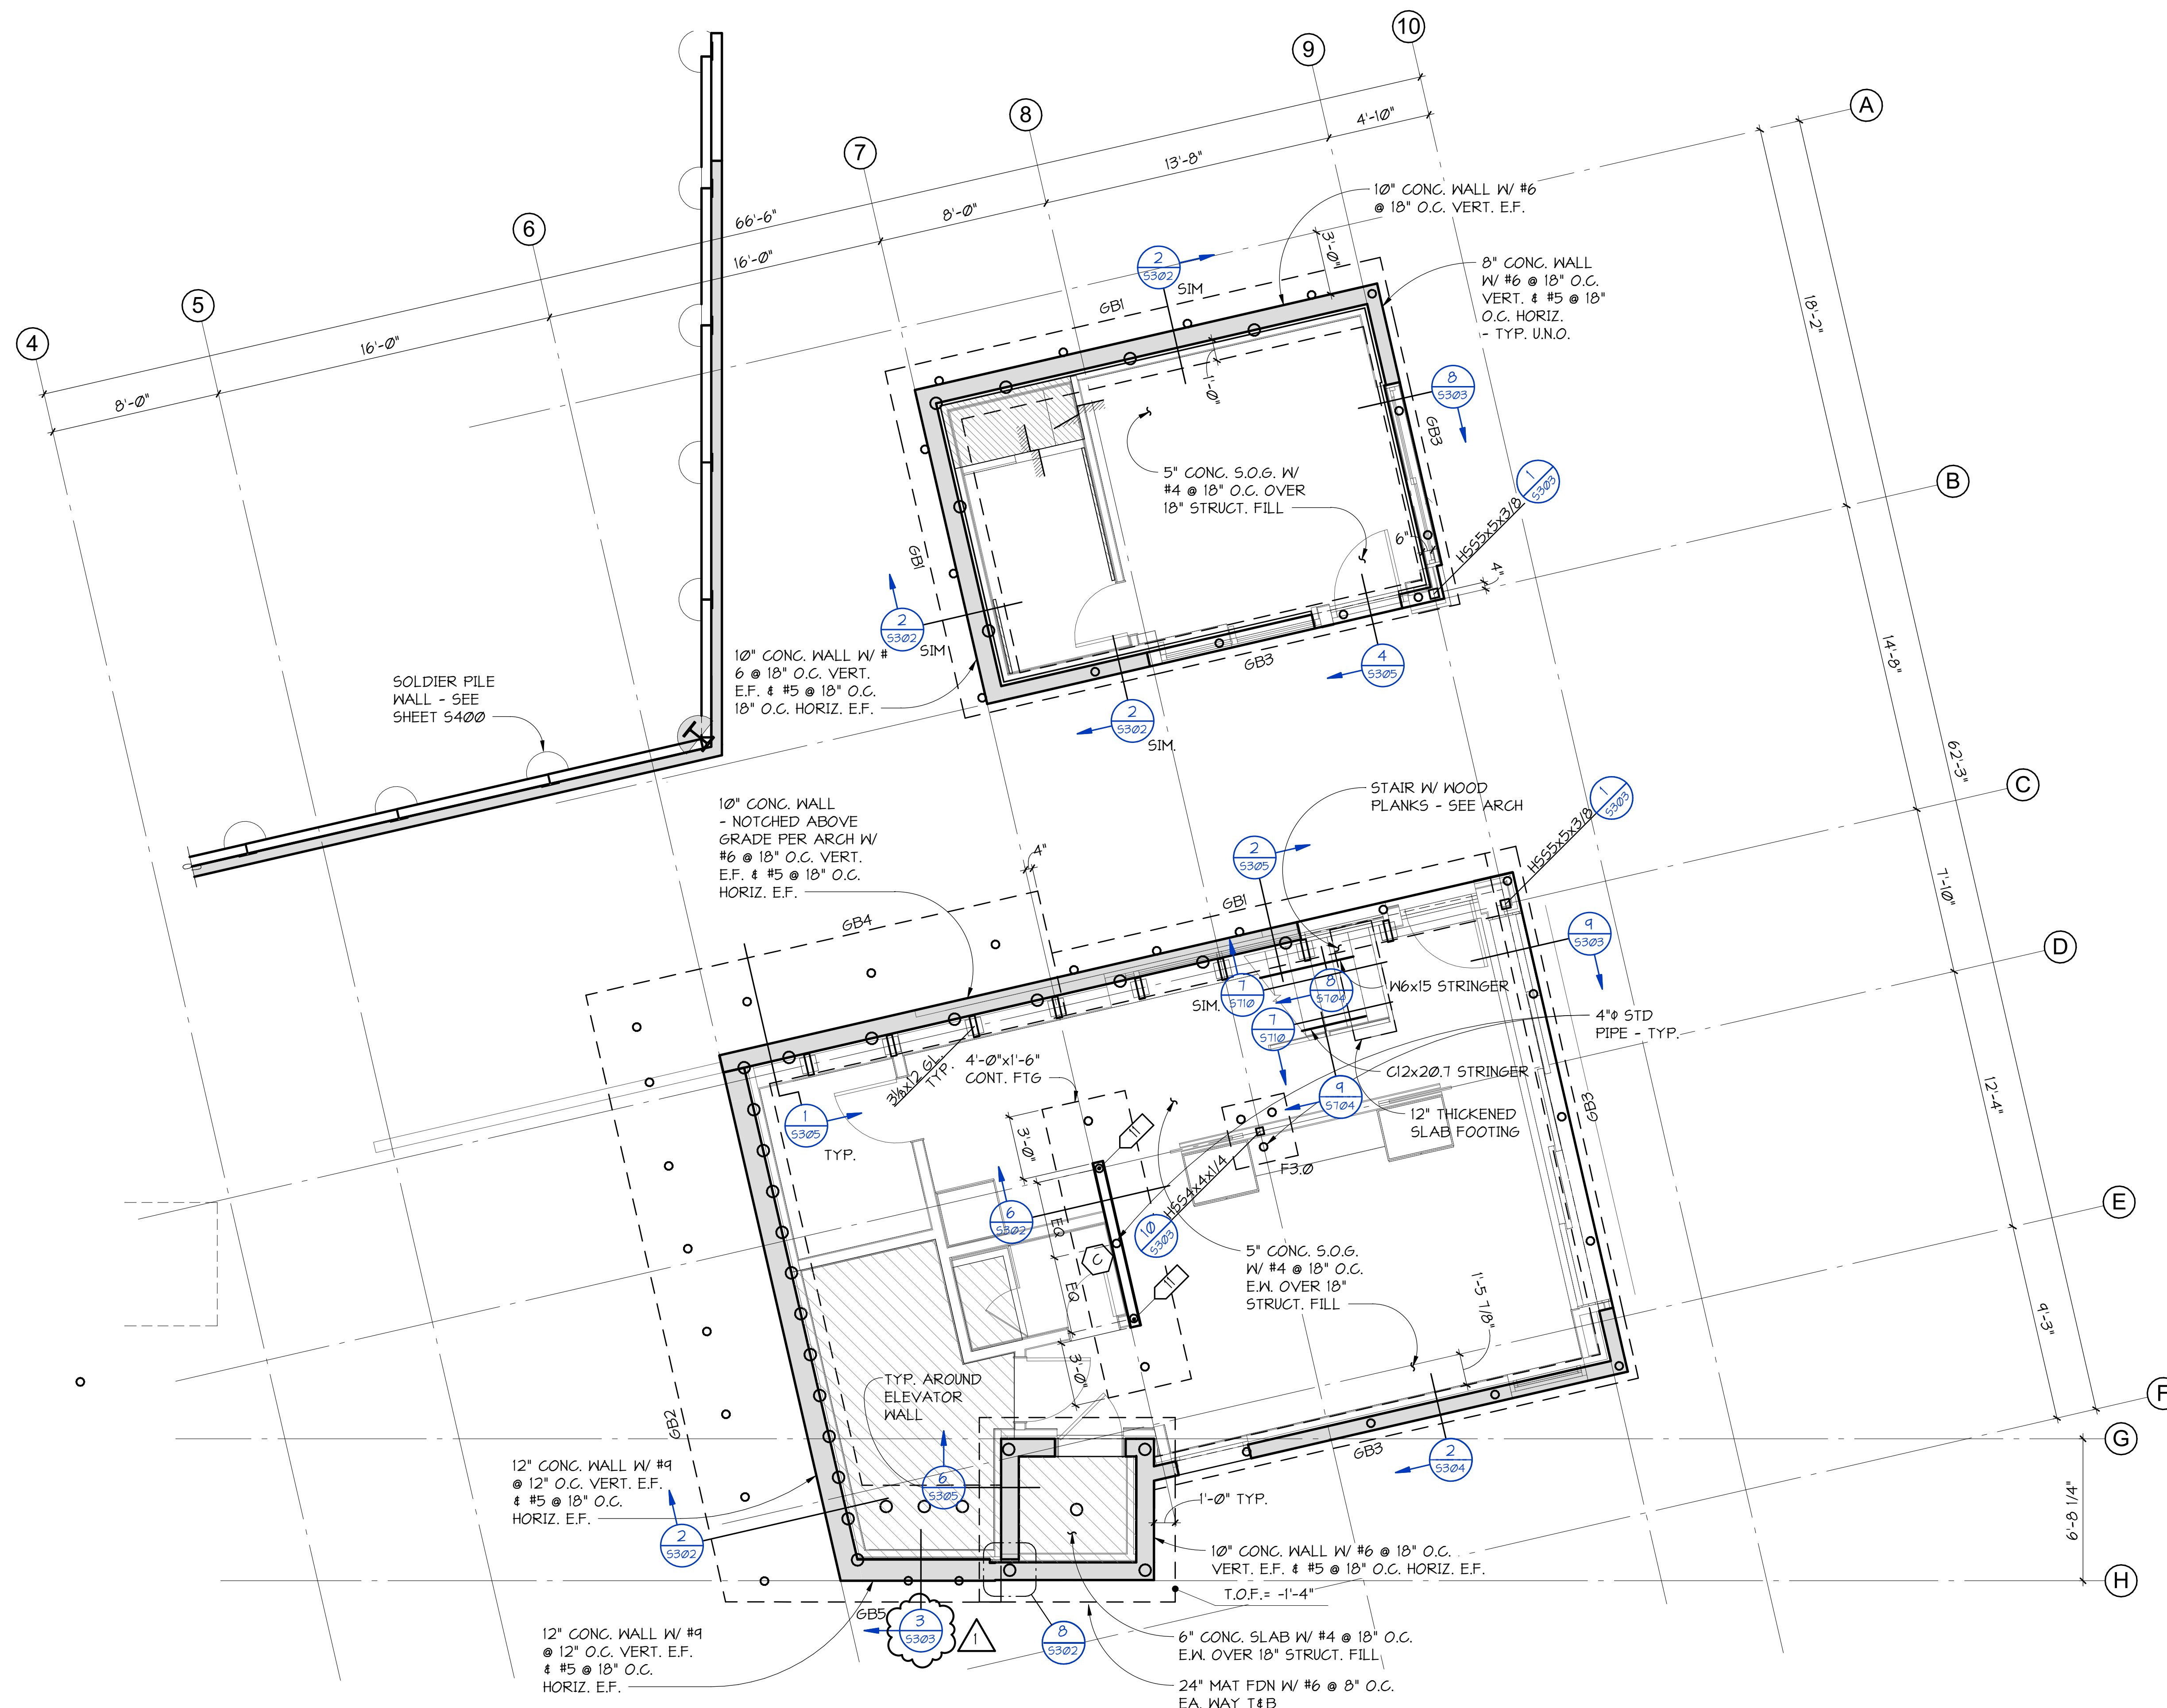 10
9
8
7
6
5
4
A
B
C
D
E
F
G
H
66'-6"
8'-0"
16'-0"
16'-0"
8'-0"
13'-8"
4'-10"
18'-2"
14'-8"
7'-10"
12'-4"
9'-3"
62'-3"
6'-8 1/4"
10" CONC. WALL W/ #6
@ 18" O.C. VERT. E.F.
8" CONC. WALL
W/ #6 @ 18" O.C.
VERT. & #5 @ 18"
O.C. HORIZ.
- TYP. U.N.O.
3'-0"
2
S302
SIM
GB1
1'-0"
8
S303
GB3
5" CONC. S.O.G. W/
#4 @ 18" O.C. OVER
18" STRUCT. FILL
1
S303
HSS5x5x3/8
6"
4"
GB1
2
S302
SIM
10" CONC. WALL W/ #
6 @ 18" O.C. VERT.
E.F. & #5 @ 18" O.C.
18" O.C. HORIZ. E.F.
GB3
4
S305
2
S302
SIM.
SOLDIER PILE
WALL - SEE
SHEET S400
10" CONC. WALL
- NOTCHED ABOVE
GRADE PER ARCH W/
#6 @ 18" O.C. VERT.
E.F. & #5 @ 18" O.C.
HORIZ. E.F.
STAIR W/ WOOD
PLANKS - SEE ARCH
1
S303
HSS5x5x3/8
4"
2
S305
GB4
GB1
9
S303
7
S710
SIM.
8
S704
W6x15 STRINGER
7
S710
4"ø STD
PIPE - TYP.
C12x20.7 STRINGER
9
S704
12" THICKENED
SLAB FOOTING
GB3
3⅛x12 GL
TYP.
4'-0"x1'-6"
CONT. FTG
1
S305
TYP.
3'-0"
11
F3.0
HSS4x4x1/4
6
S302
10
S303
EQ
C
EQ
11
5" CONC. S.O.G.
W/ #4 @ 18" O.C.
E.W. OVER 18"
STRUCT. FILL
1'-5 7/8"
3'-0"
TYP. AROUND
ELEVATOR
WALL
GB2
GB3
2
S304
12" CONC. WALL W/ #9
@ 12" O.C. VERT. E.F.
& #5 @ 18" O.C.
HORIZ. E.F.
6
S305
2
S302
1'-0" TYP.
10" CONC. WALL W/ #6 @ 18" O.C.
VERT. E.F. & #5 @ 18" O.C. HORIZ. E.F.
T.O.F.= -1'-4"
GB5
3
S303
1
8
S302
12" CONC. WALL W/ #9
@ 12" O.C. VERT. E.F.
& #5 @ 18" O.C.
HORIZ. E.F.
6" CONC. SLAB W/ #4 @ 18" O.C.
E.W. OVER 18" STRUCT. FILL
24" MAT FDN W/ #6 @ 8" O.C.
EA. WAY T&B